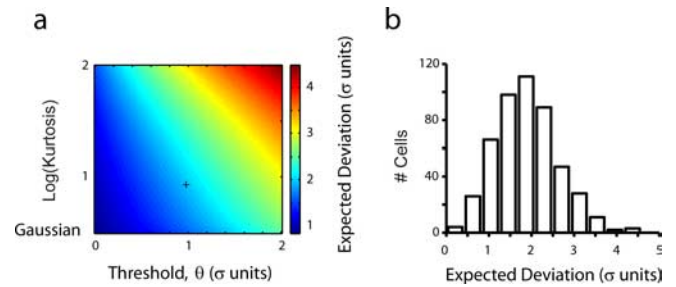 a
2
1
Gaussian
Log(Kurtosis)
0
1
2
Threshold, θ (σ units)
4
3
2
1
Expected Deviation (σ units)
b
120
80
40
0
# Cells
0
1
2
3
4
5
Expected Deviation (σ units)